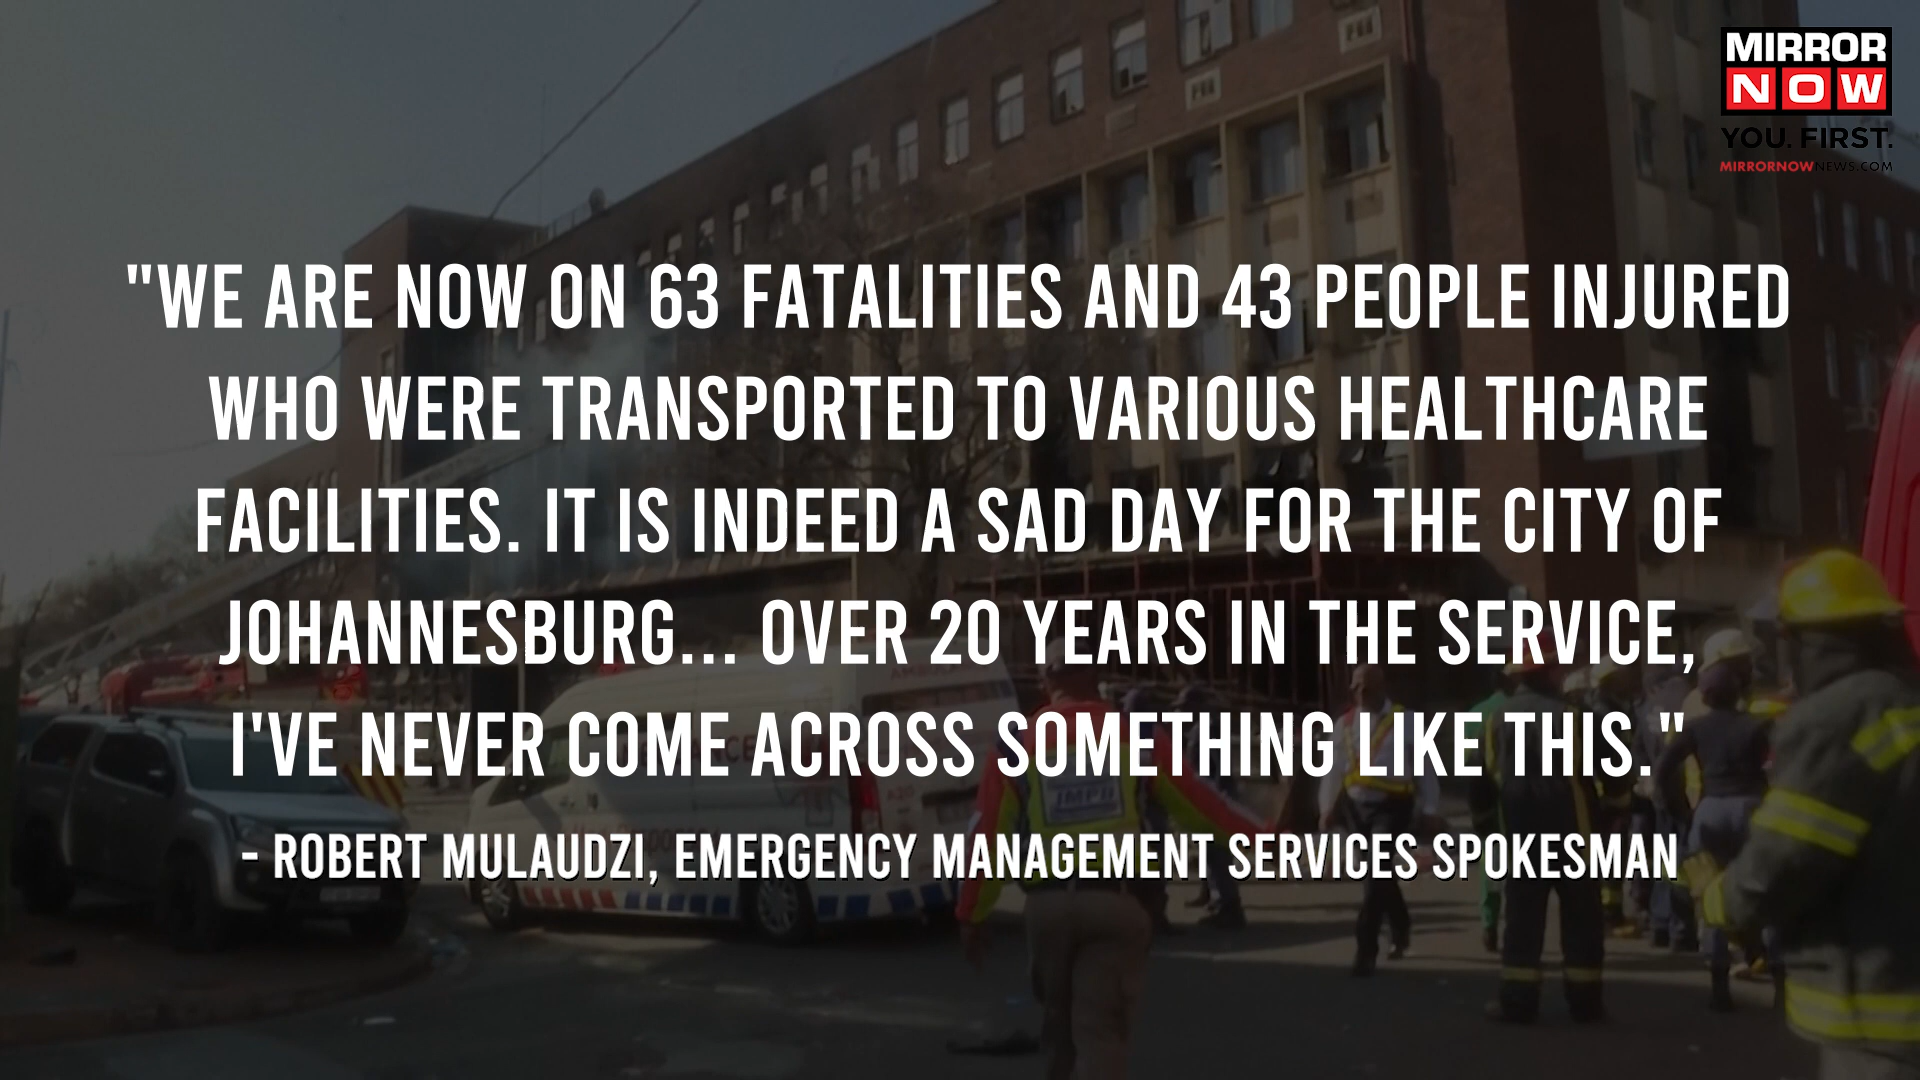 MIRROR
NOW
YOU. FIRST.
MIRRORNOWNEWS.COM
"WE ARE NOW ON 63 FATALITIES AND 43 PEOPLE INJURED
WHO WERE TRANSPORTED TO VARIOUS HEALTHCARE
FACILITIES. IT IS INDEED A SAD DAY FOR THE CITY OF
JOHANNESBURG... OVER 20 YEARS IN THE SERVICE,
I'VE NEVER COME ACROSS SOMETHING LIKE THIS."
- ROBERT MULAUDZI, EMERGENCY MANAGEMENT SERVICES SPOKESMAN
JMPD